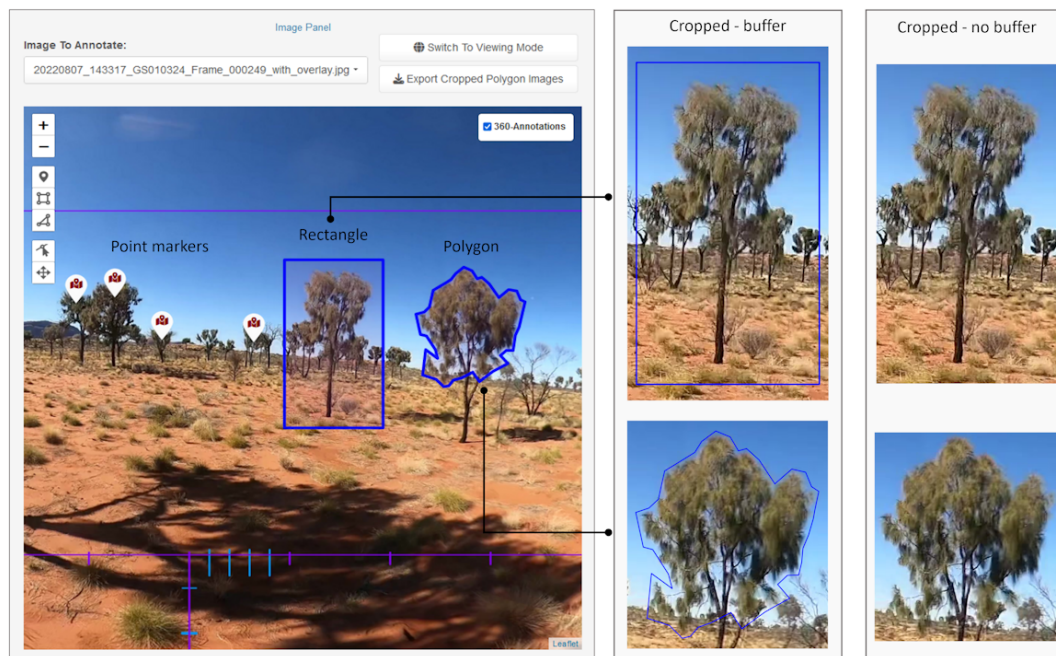 Image Panel
Image To Annotate:
20220807_143317_GS010324_Frame_000249_with_overlay.jpg
Switch To Viewing Mode
Export Cropped Polygon Images
+
−
360-Annotations
Point markers
Rectangle
Polygon
Leaflet
Cropped - buffer
Cropped - no buffer